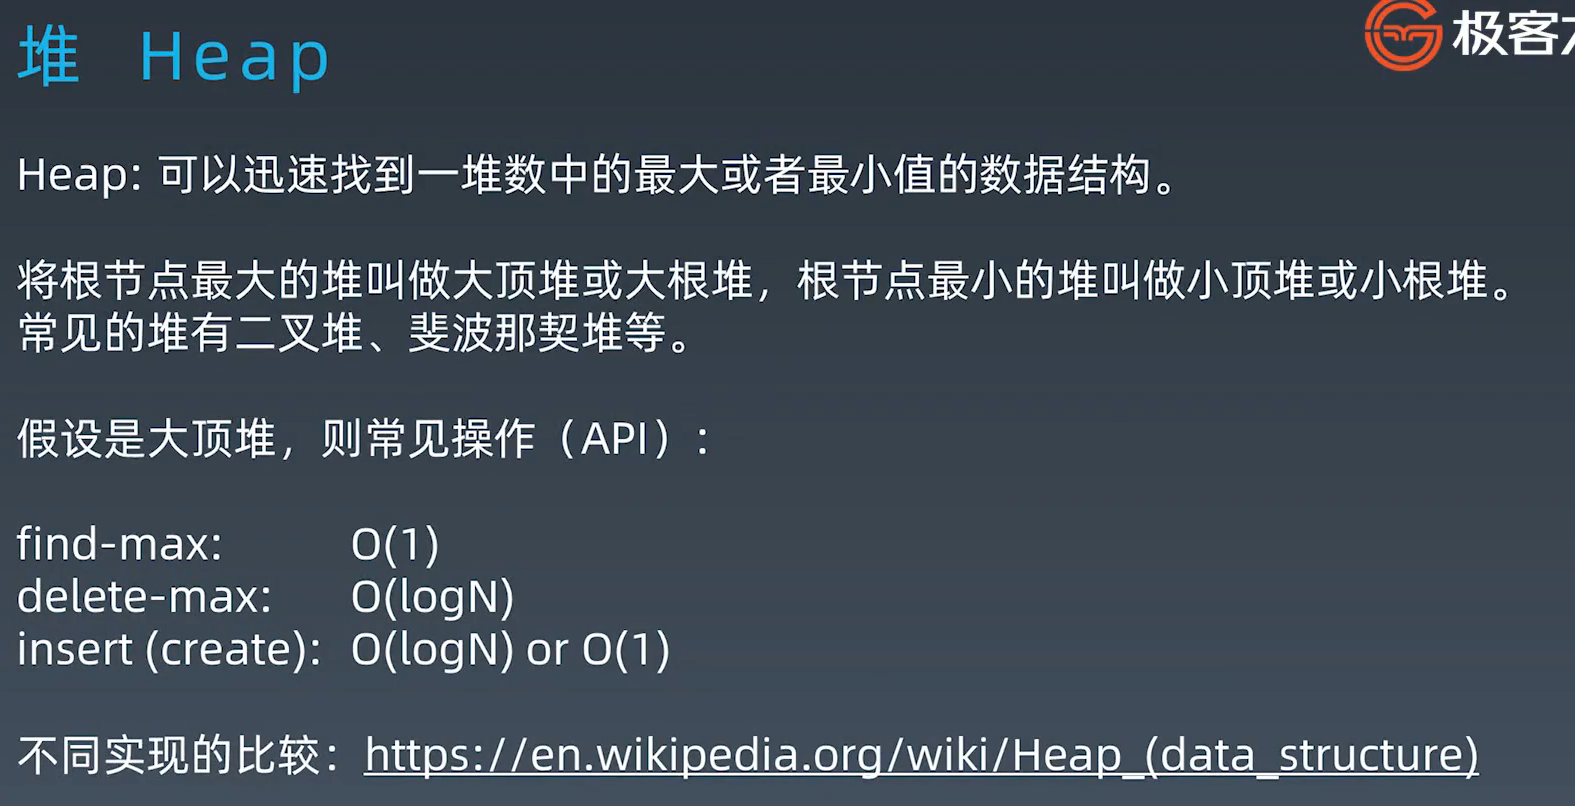 堆 Heap
极客
Heap: 可以迅速找到一堆数中的最大或者最小值的数据结构。
将根节点最大的堆叫做大顶堆或大根堆，根节点最小的堆叫做小顶堆或小根堆。
常见的堆有二叉堆、斐波那契堆等。
假设是大顶堆，则常见操作（API）：
find-max: O(1)
delete-max: O(logN)
insert (create): O(logN) or O(1)
不同实现的比较：https://en.wikipedia.org/wiki/Heap_(data_structure)